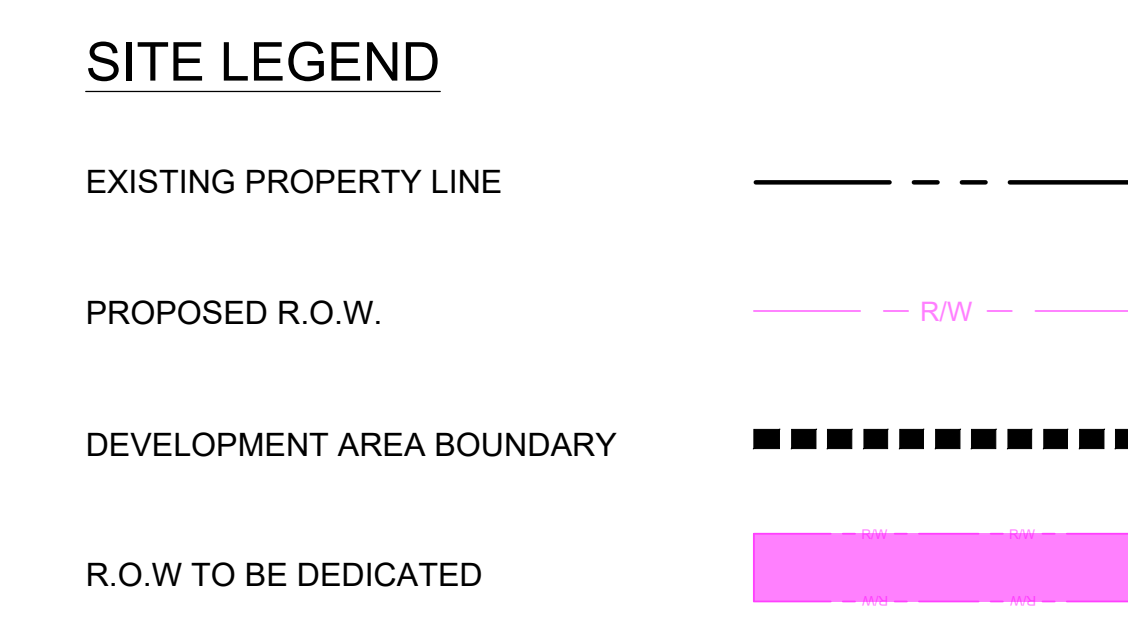 SITE LEGEND
EXISTING PROPERTY LINE
PROPOSED R.O.W. R/W
DEVELOPMENT AREA BOUNDARY
R/W R/W
R.O.W TO BE DEDICATED
R/W R/W